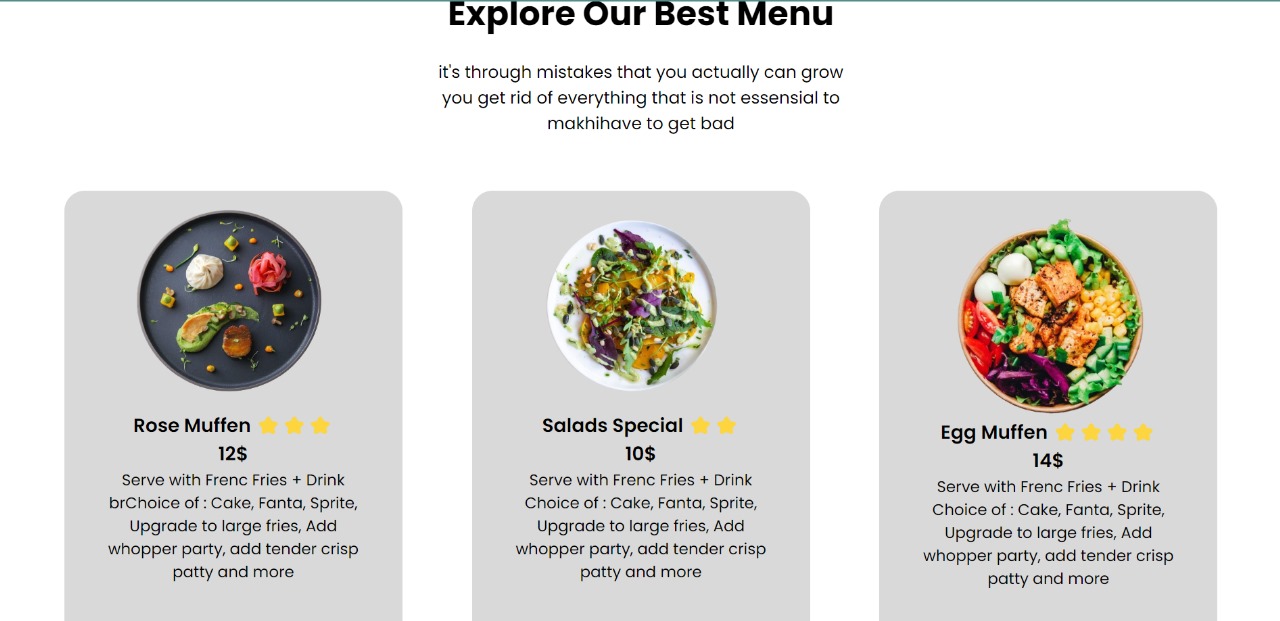 Explore Our Best Menu
it's through mistakes that you actually can grow
you get rid of everything that is not essensial to
makhihave to get bad
Rose Muffen
12$
Serve with Frenc Fries + Drink
brChoice of : Cake, Fanta, Sprite,
Upgrade to large fries, Add
whopper party, add tender crisp
patty and more
Salads Special
10$
Serve with Frenc Fries + Drink
Choice of : Cake, Fanta, Sprite,
Upgrade to large fries, Add
whopper party, add tender crisp
patty and more
Egg Muffen
14$
Serve with Frenc Fries + Drink
Choice of : Cake, Fanta, Sprite,
Upgrade to large fries, Add
whopper party, add tender crisp
patty and more